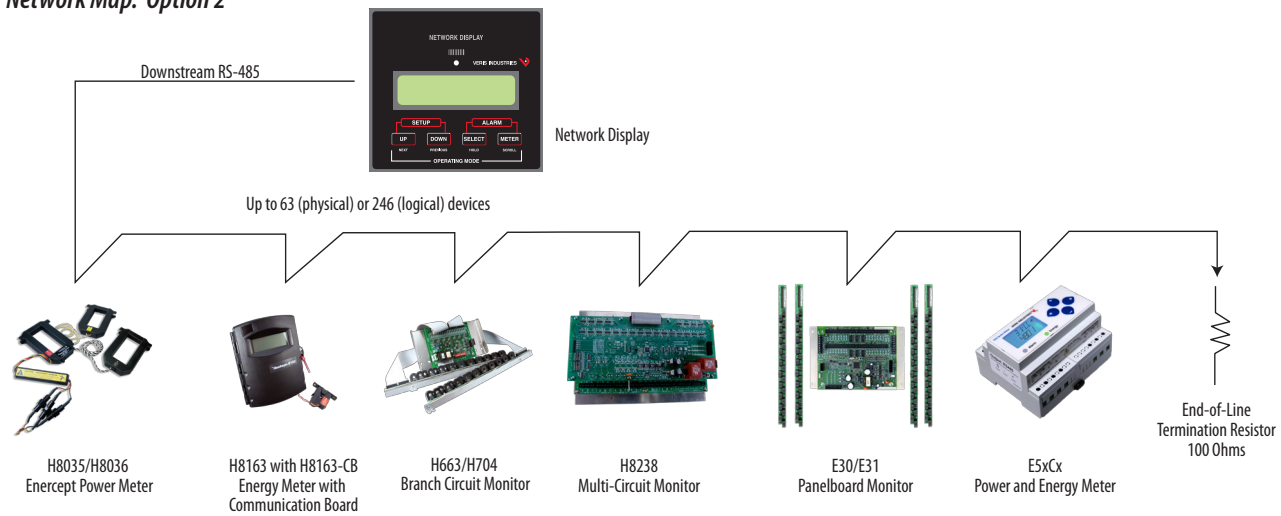 Network Map: Option 2
NETWORK DISPLAY
VERIS INDUSTRIES
Downstream RS-485
SETUP
ALARM
UP
DOWN
SELECT
METER
NEXT
PREVIOUS
HOLD
SCROLL
OPERATING MODE
Network Display
Up to 63 (physical) or 246 (logical) devices
H8035/H8036
Enercept Power Meter
H8163 with H8163-CB
Energy Meter with
Communication Board
H663/H704
Branch Circuit Monitor
H8238
Multi-Circuit Monitor
E30/E31
Panelboard Monitor
E5xCx
Power and Energy Meter
End-of-Line
Termination Resistor
100 Ohms